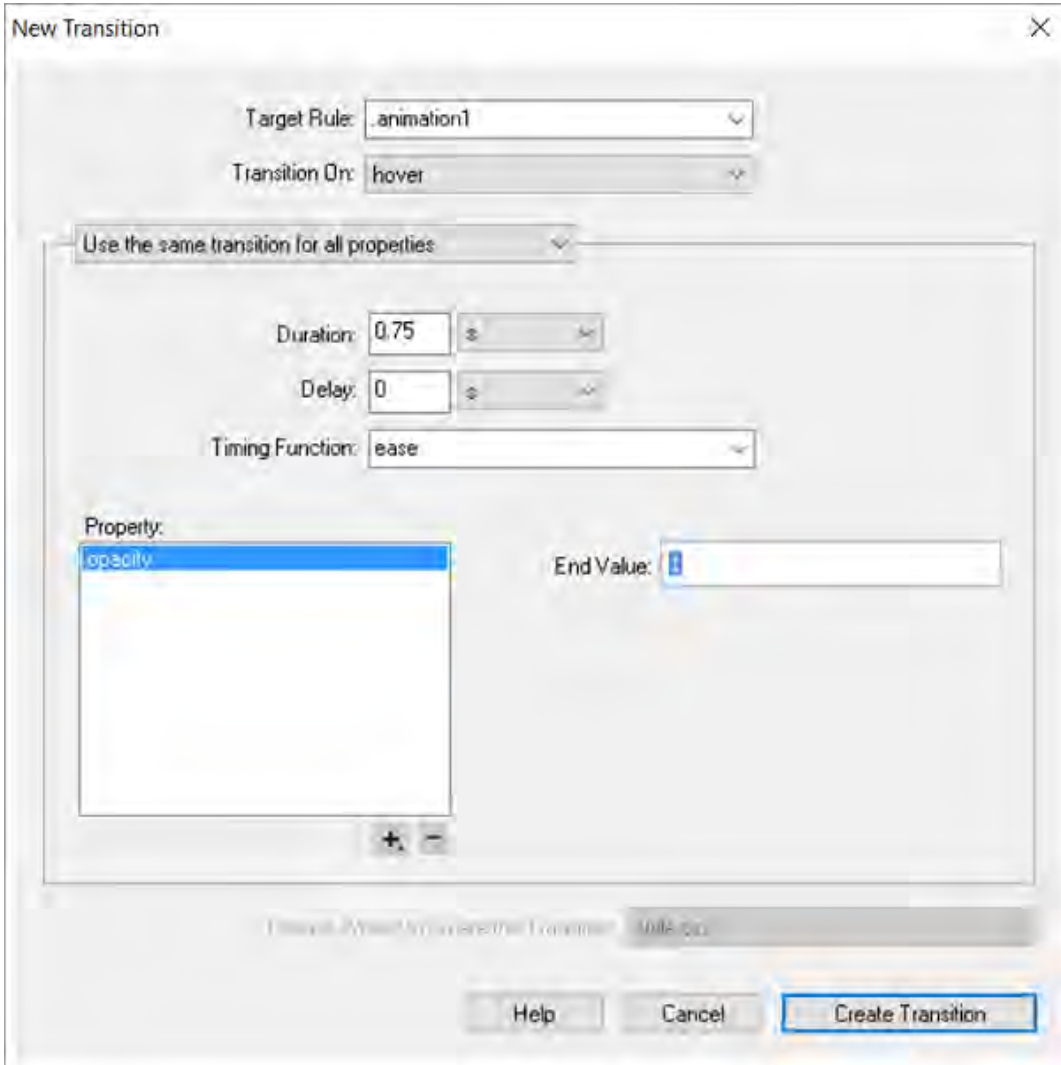 New Transition
Target Rule: .animation1
Transition On: hover
Use the same transition for all properties
Duration: 0.75 s
Delay: 0 s
Timing Function: ease
Property:
opacity
End Value: 1
Help Cancel Create Transition